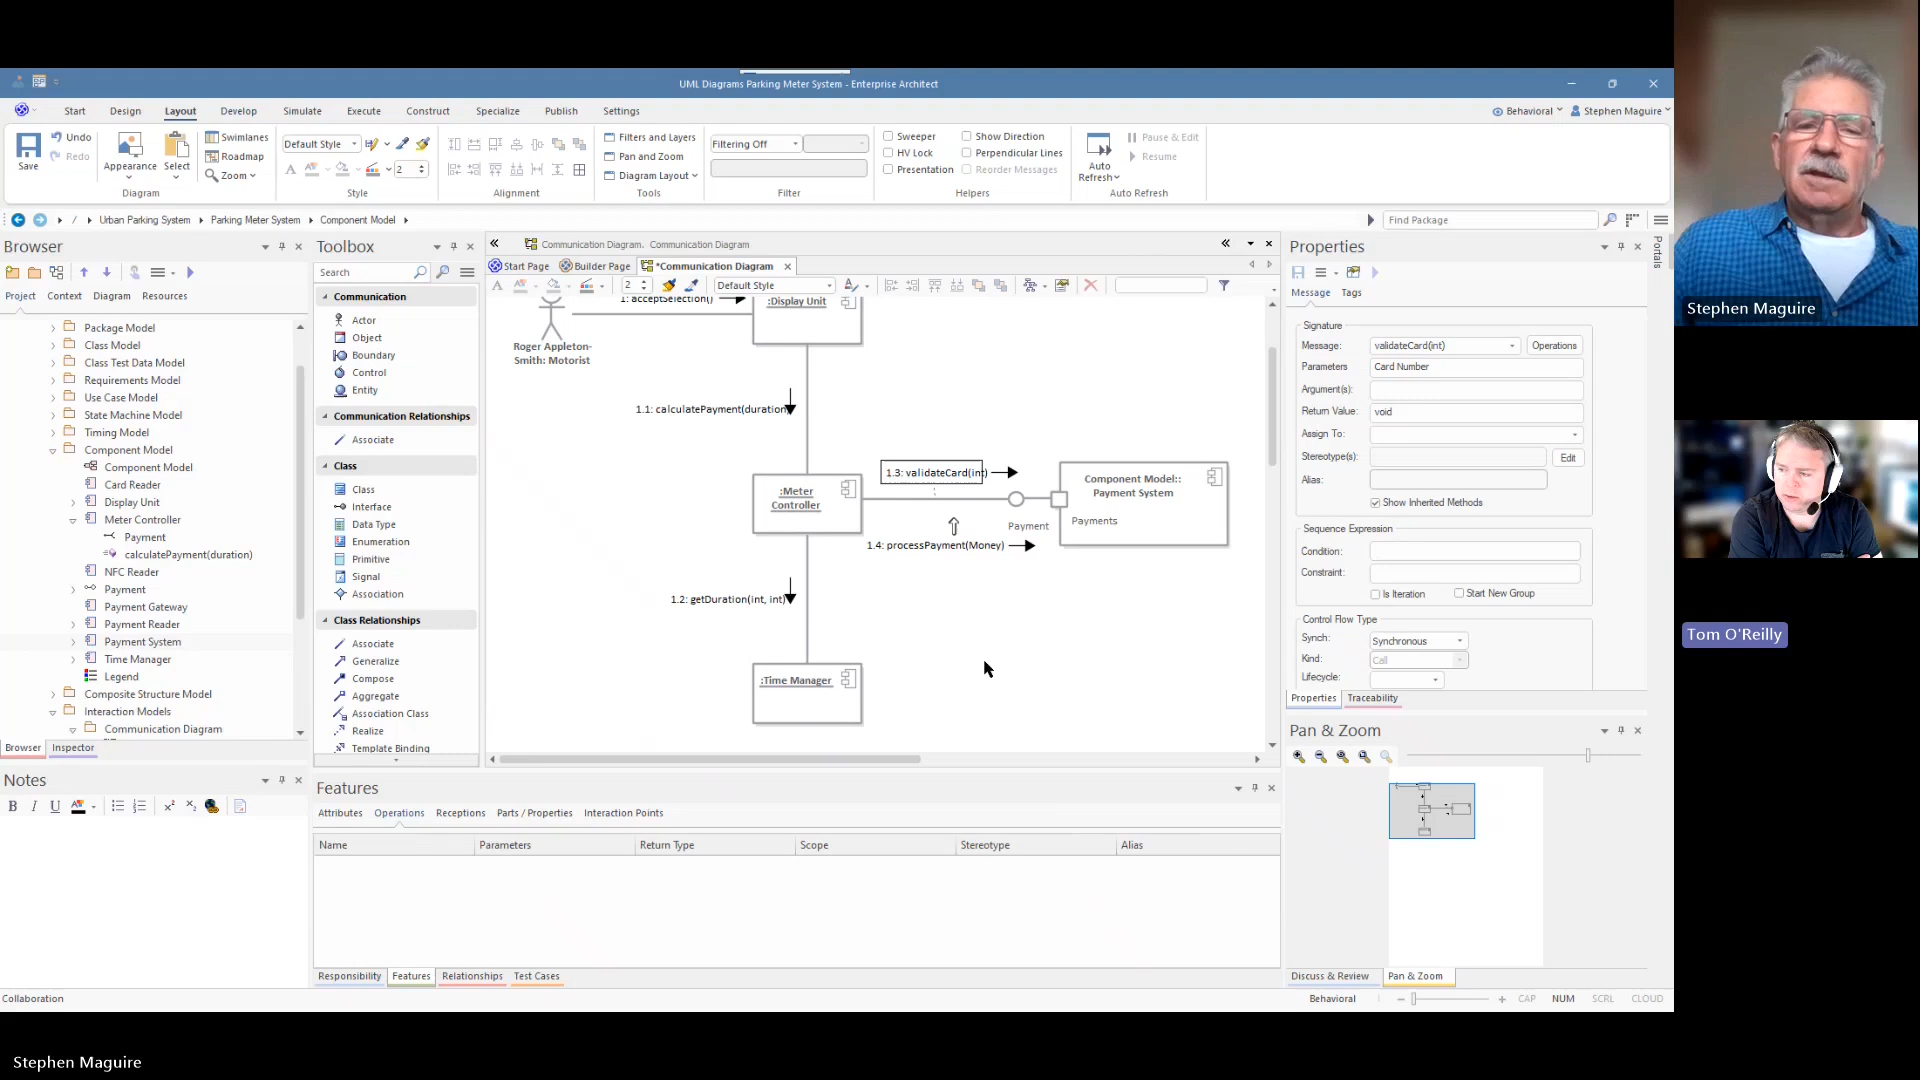 UML Diagrams Parking Meter System - Enterprise Architect
Start Design Layout Develop Simulate Execute Construct Specialize Publish Settings
Behavioral Stephen Maguire
Save
Undo
Redo
Appearance
Select
Swimlanes
Roadmap
Zoom
Diagram
Default Style
2
Style
Alignment
Filters and Layers
Pan and Zoom
Diagram Layout
Tools
Filtering Off
Filter
Sweeper
HV Lock
Presentation
Show Direction
Perpendicular Lines
Reorder Messages
Helpers
Auto
Refresh
Pause & Edit
Resume
Auto Refresh
/ Urban Parking System Parking Meter System Component Model
Find Package
Portals
Browser
Project Context Diagram Resources
Package Model
Class Model
Class Test Data Model
Requirements Model
Use Case Model
State Machine Model
Timing Model
Component Model
Component Model
Card Reader
Display Unit
Meter Controller
Payment
calculatePayment(duration)
NFC Reader
Payment
Payment Gateway
Payment Reader
Payment System
Time Manager
Legend
Composite Structure Model
Interaction Models
Communication Diagram
Browser Inspector
Notes
B I U
Toolbox
Search
Communication
Actor
Object
Boundary
Control
Entity
Communication Relationships
Associate
Class
Class
Interface
Data Type
Enumeration
Primitive
Signal
Association
Class Relationships
Associate
Generalize
Compose
Aggregate
Association Class
Realize
Template Binding
Communication Diagram. Communication Diagram
Start Page Builder Page *Communication Diagram
2 Default Style
1: acceptSelection()
:Display Unit
Roger Appleton-
Smith: Motorist
1.1: calculatePayment(duration)
1.3: validateCard(int)
:Meter
Controller
Component Model::
Payment System
Payment
Payments
1.4: processPayment(Money)
1.2: getDuration(int, int)
:Time Manager
Features
Attributes Operations Receptions Parts / Properties Interaction Points
Name Parameters Return Type Scope Stereotype Alias
Responsibility Features Relationships Test Cases
Properties
Message Tags
Signature
Message: validateCard(int) Operations
Parameters Card Number
Argument(s):
Return Value: void
Assign To:
Stereotype(s): Edit
Alias:
Show Inherited Methods
Sequence Expression
Condition:
Constraint:
Is Iteration Start New Group
Control Flow Type
Synch: Synchronous
Kind: Call
Lifecycle:
Properties Traceability
Pan & Zoom
Discuss & Review Pan & Zoom
Collaboration
Behavioral CAP NUM SCRL CLOUD
Stephen Maguire
Tom O'Reilly
Stephen Maguire